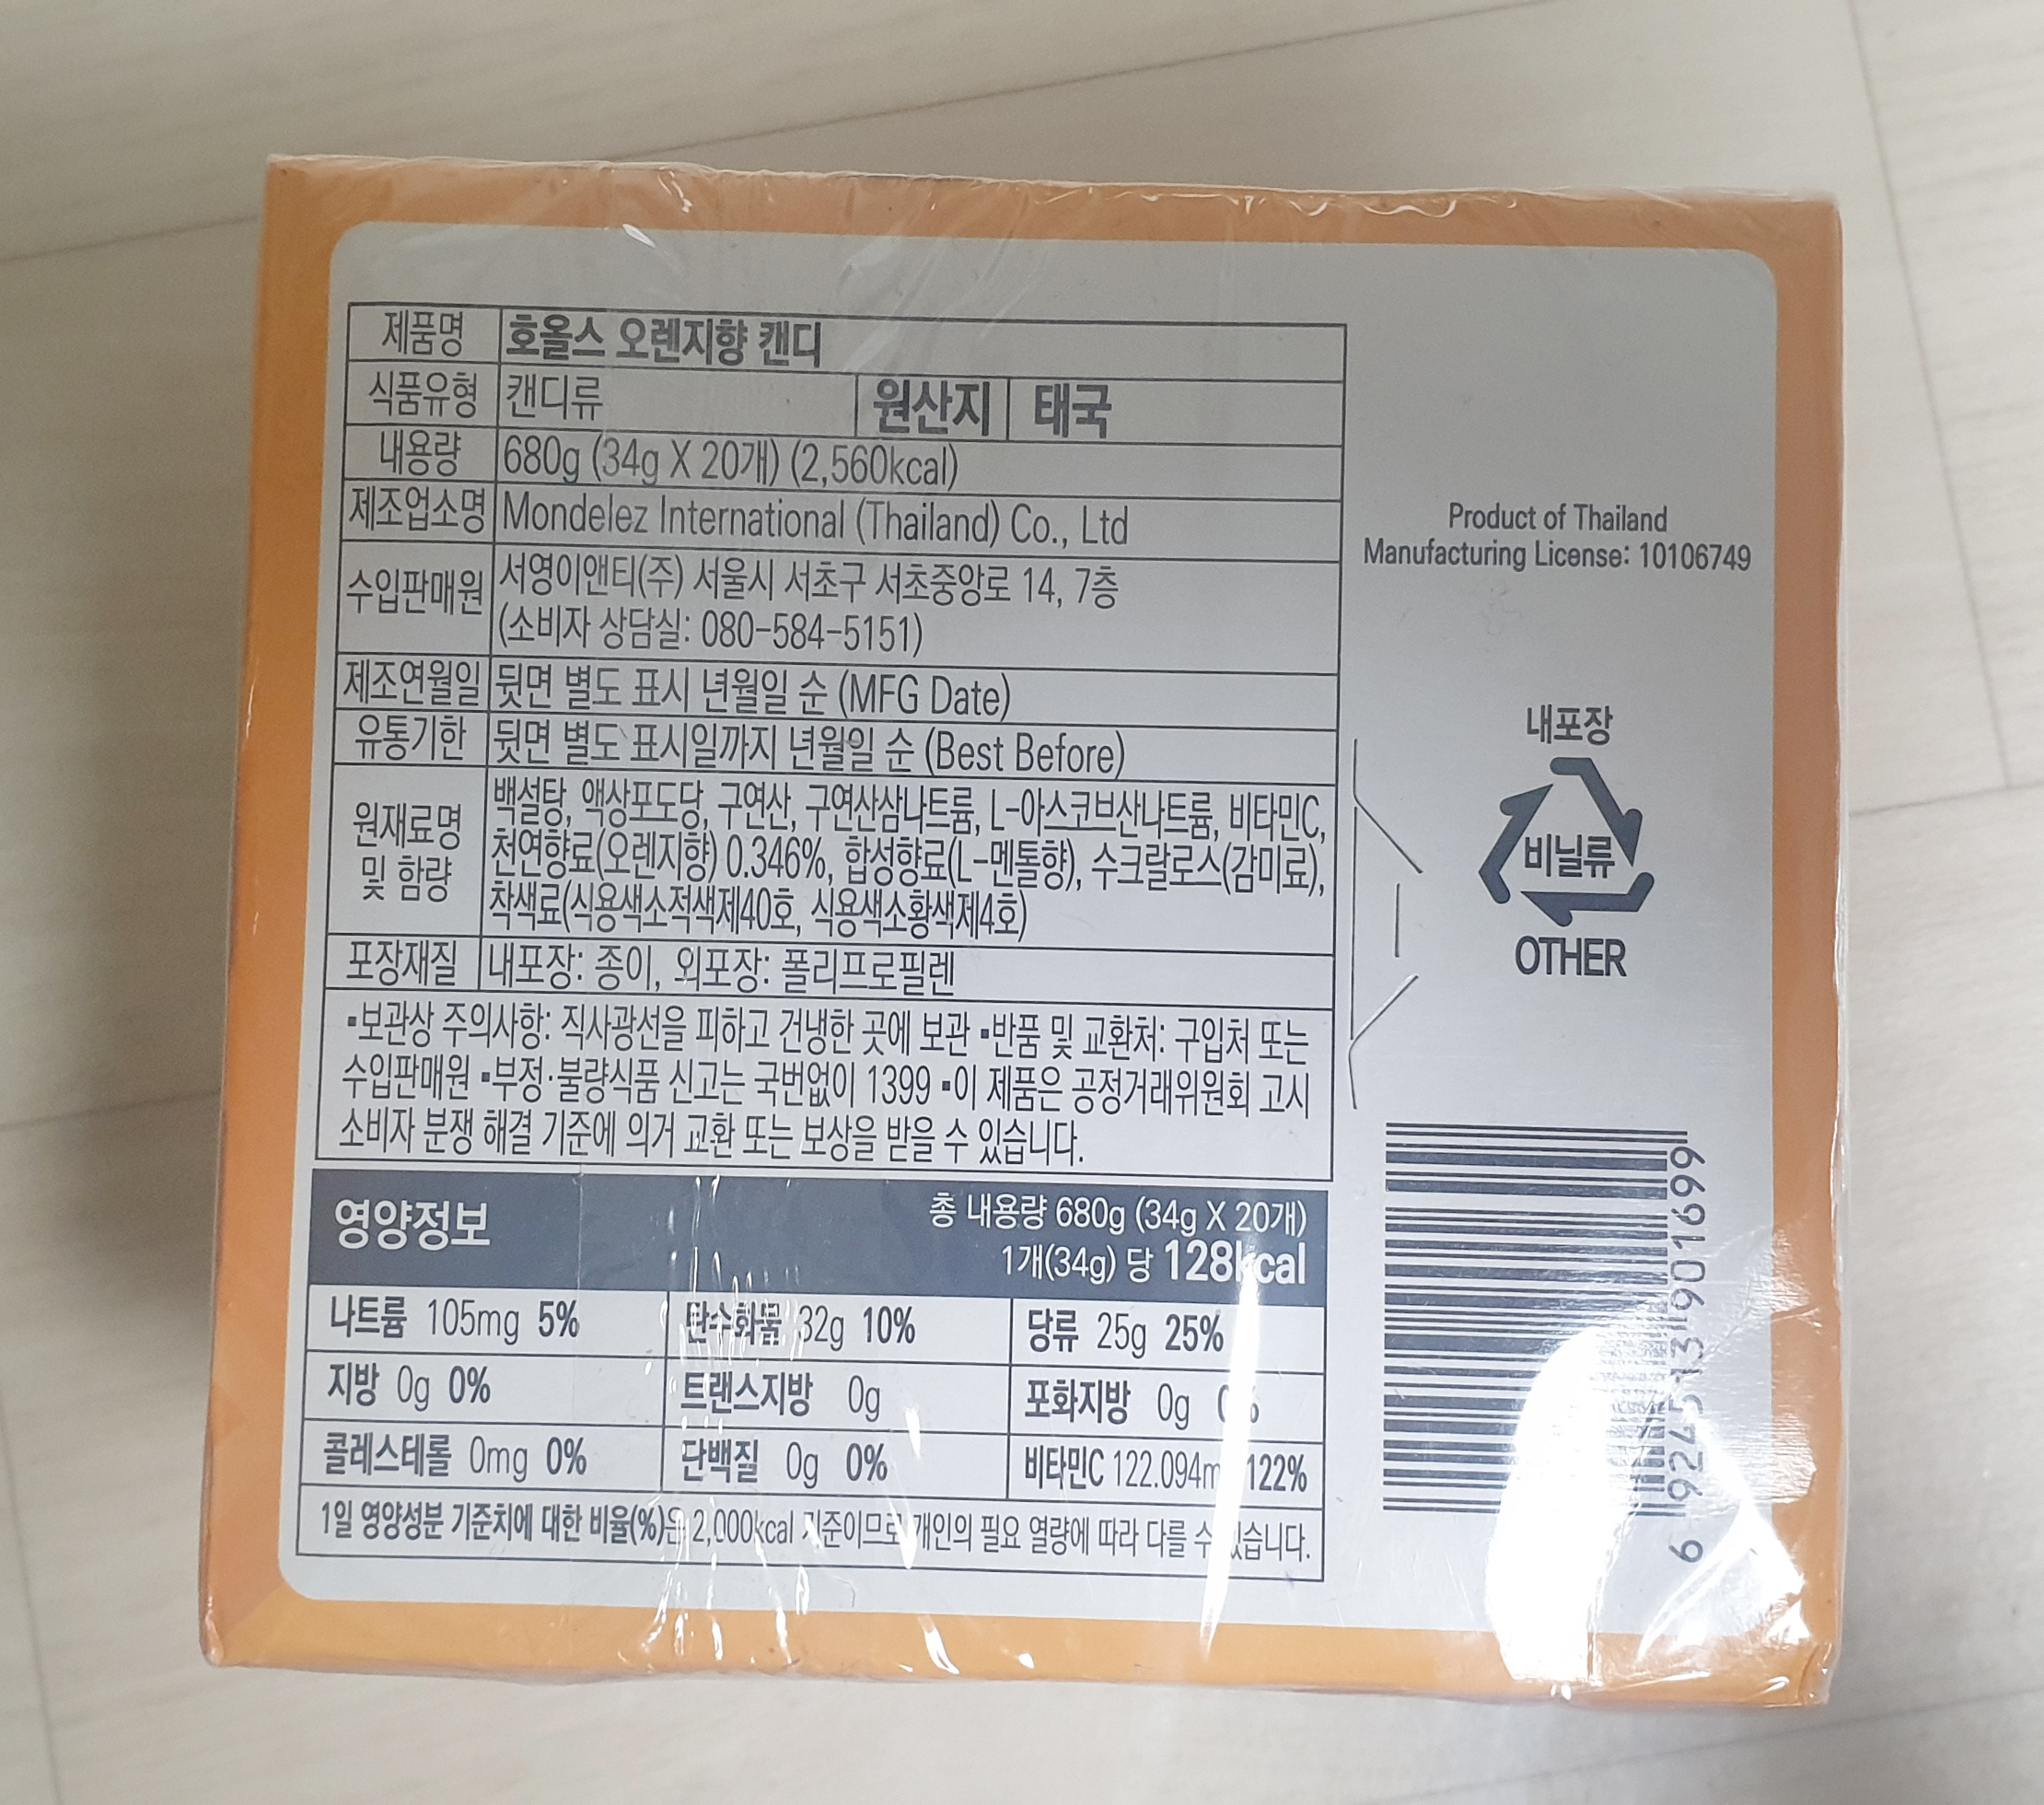 제품명 호올스 오렌지향 캔디
식품유형 캔디류 원산지 태국
내용량 680g (34g X 20개) (2,560kcal)
제조업소명 Mondelez International (Thailand) Co., Ltd
수입판매원 서영이앤티(주) 서울시 서초구 서초중앙로 14, 7층
(소비자 상담실: 080-584-5151)
제조연월일 뒷면 별도 표시 년월일 순 (MFG Date)
유통기한 뒷면 별도 표시일까지 년월일 순 (Best Before)
원재료명 및 함량
백설탕, 액상포도당, 구연산, 구연산삼나트륨, L-아스코브산나트륨, 비타민C,
천연향료(오렌지향) 0.346%, 합성향료(L-멘톨향), 수크랄로스(감미료),
착색료(식용색소적색제40호, 식용색소황색제4호)
포장재질 내포장: 종이, 외포장: 폴리프로필렌
▪보관상 주의사항: 직사광선을 피하고 건냉한 곳에 보관 ▪반품 및 교환처: 구입처 또는
수입판매원 ▪부정·불량식품 신고는 국번없이 1399 ▪이 제품은 공정거래위원회 고시
소비자 분쟁 해결 기준에 의거 교환 또는 보상을 받을 수 있습니다.
영양정보
총 내용량 680g (34g X 20개)
1개(34g) 당 128kcal
나트륨 105mg 5% 탄수화물 32g 10% 당류 25g 25%
지방 0g 0% 트랜스지방 0g 포화지방 0g 0%
콜레스테롤 0mg 0% 단백질 0g 0% 비타민C 122.094mg 122%
1일 영양성분 기준치에 대한 비율(%)은 2,000kcal 기준이므로 개인의 필요 열량에 따라 다를 수 있습니다.
Product of Thailand
Manufacturing License: 10106749
내포장
비닐류
OTHER
6 924513 901699